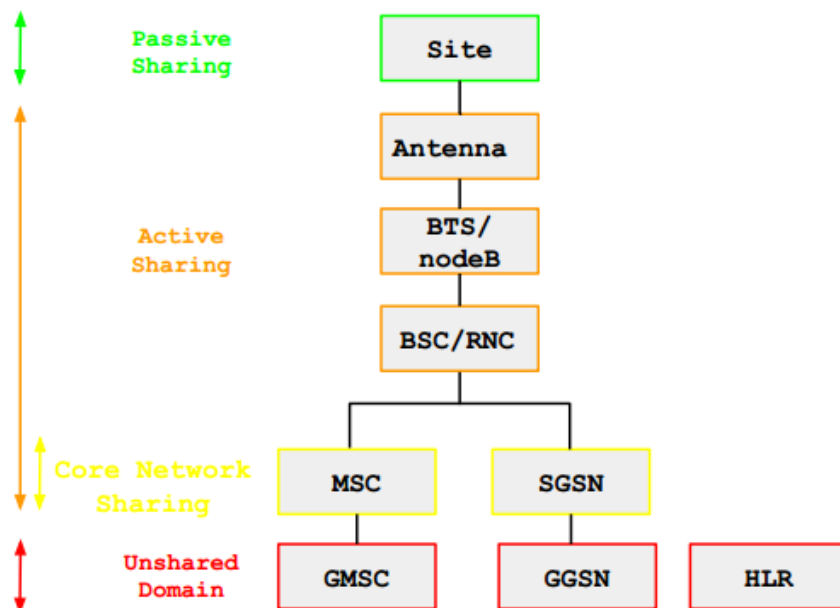 Passive
Sharing
Site
Antenna
Active
Sharing
BTS/
nodeB
BSC/RNC
Core Network
Sharing
MSC
SGSN
Unshared
Domain
GMSC
GGSN
HLR